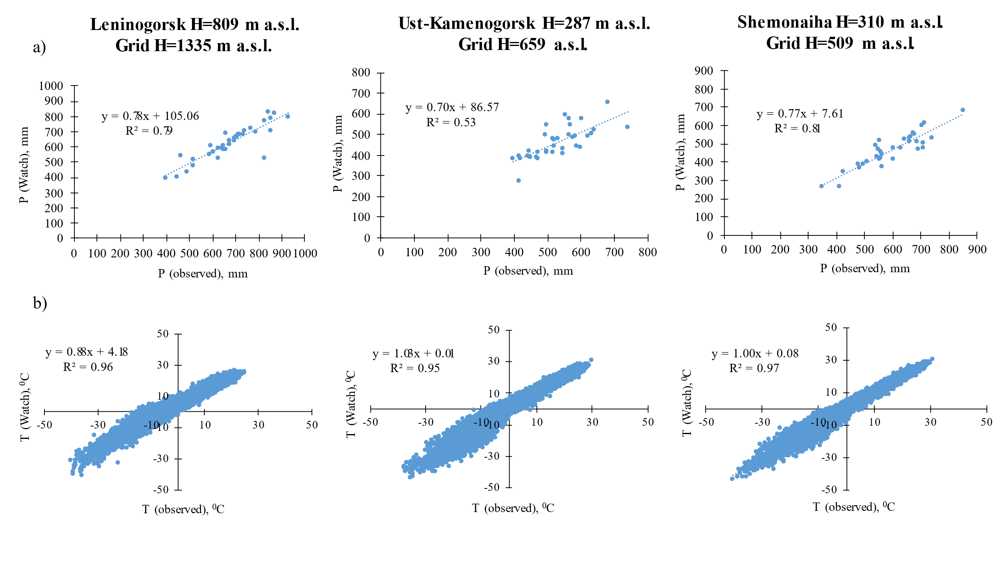 Leninogorsk H=809 m a.s.l.
Grid H=1335 m a.s.l.
Ust-Kamenogorsk H=287 m a.s.l.
Grid H=659 a.s.l.
Shemonaiha H=310 m a.s.l.
Grid H=509 m a.s.l.
a)
1000
900
800
700
600
500
400
300
200
100
0
0 100 200 300 400 500 600 700 800 900 1000
P (Watch), mm
P (observed), mm
y = 0.78x + 105.06
R² = 0.79
800
700
600
500
400
300
200
100
0
0 100 200 300 400 500 600 700 800
P (Watch), mm
P (observed), mm
y = 0.70x + 86.57
R² = 0.53
900
800
700
600
500
400
300
200
100
0
0 100 200 300 400 500 600 700 800 900
P (Watch), mm
P (observed), mm
y = 0.77x + 7.61
R² = 0.81
b)
y = 0.88x + 4.18
R² = 0.96
50
30
10
-10
-30
-50
-50 -30 -10 10 30 50
T (Watch), ⁰C
T (observed), ⁰C
y = 1.03x + 0.01
R² = 0.95
50
30
10
-10
-30
-50
-50 -30 -10 10 30 50
T (Watch), ⁰C
T (observed), ⁰C
y = 1.00x + 0.08
R² = 0.97
50
30
10
-10
-30
-50
-50 -30 -10 10 30 50
T (Watch), ⁰C
T (observed), ⁰C